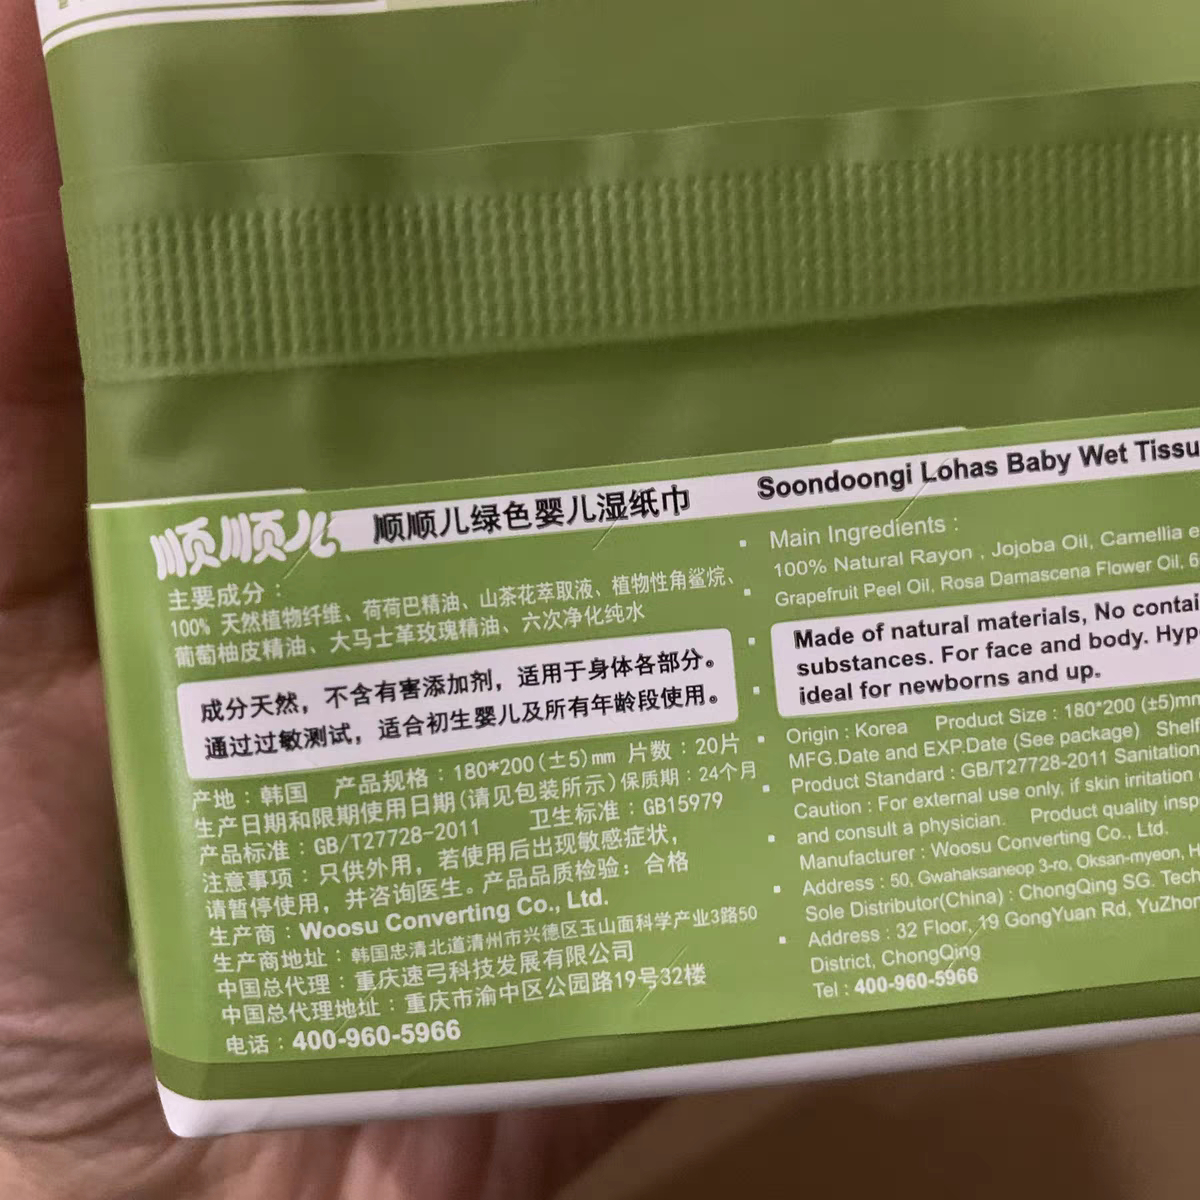 顺顺儿
顺顺儿绿色婴儿湿纸巾
主要成分：
100% 天然植物纤维、荷荷巴精油、山茶花萃取液、植物性角鲨烷、
葡萄柚皮精油、大马士革玫瑰精油、六次净化纯水
成分天然，不含有害添加剂，适用于身体各部分。
通过过敏测试，适合初生婴儿及所有年龄段使用。
产地：韩国 产品规格：180*200(±5)mm 片数：20片
生产日期和限期使用日期(请见包装所示)保质期：24个月
产品标准：GB/T27728-2011 卫生标准：GB15979
注意事项：只供外用，若使用后出现敏感症状，
请暂停使用，并咨询医生。产品品质检验：合格
生产商：Woosu Converting Co., Ltd.
生产商地址：韩国忠清北道清州市兴德区玉山面科学产业3路50
中国总代理：重庆速弓科技发展有限公司
中国总代理地址：重庆市渝中区公园路19号32楼
电话：400-960-5966
Soondoongi Lohas Baby Wet Tissu
Main Ingredients :
100% Natural Rayon , Jojoba Oil, Camellia e
Grapefruit Peel Oil, Rosa Damascena Flower Oil, 6
Made of natural materials, No contai
substances. For face and body. Hyp
ideal for newborns and up.
Origin : Korea Product Size : 180*200 (±5)mm
MFG.Date and EXP.Date (See package) Shelf
Product Standard : GB/T27728-2011 Sanitation
Caution : For external use only. if skin irritation
and consult a physician. Product quality insp
Manufacturer : Woosu Converting Co., Ltd.
Address : 50, Gwahaksaneop 3-ro, Oksan-myeon, H
Sole Distributor(China) : ChongQing SG. Tech
Address : 32 Floor, 19 GongYuan Rd, YuZhon
District, ChongQing
Tel : 400-960-5966